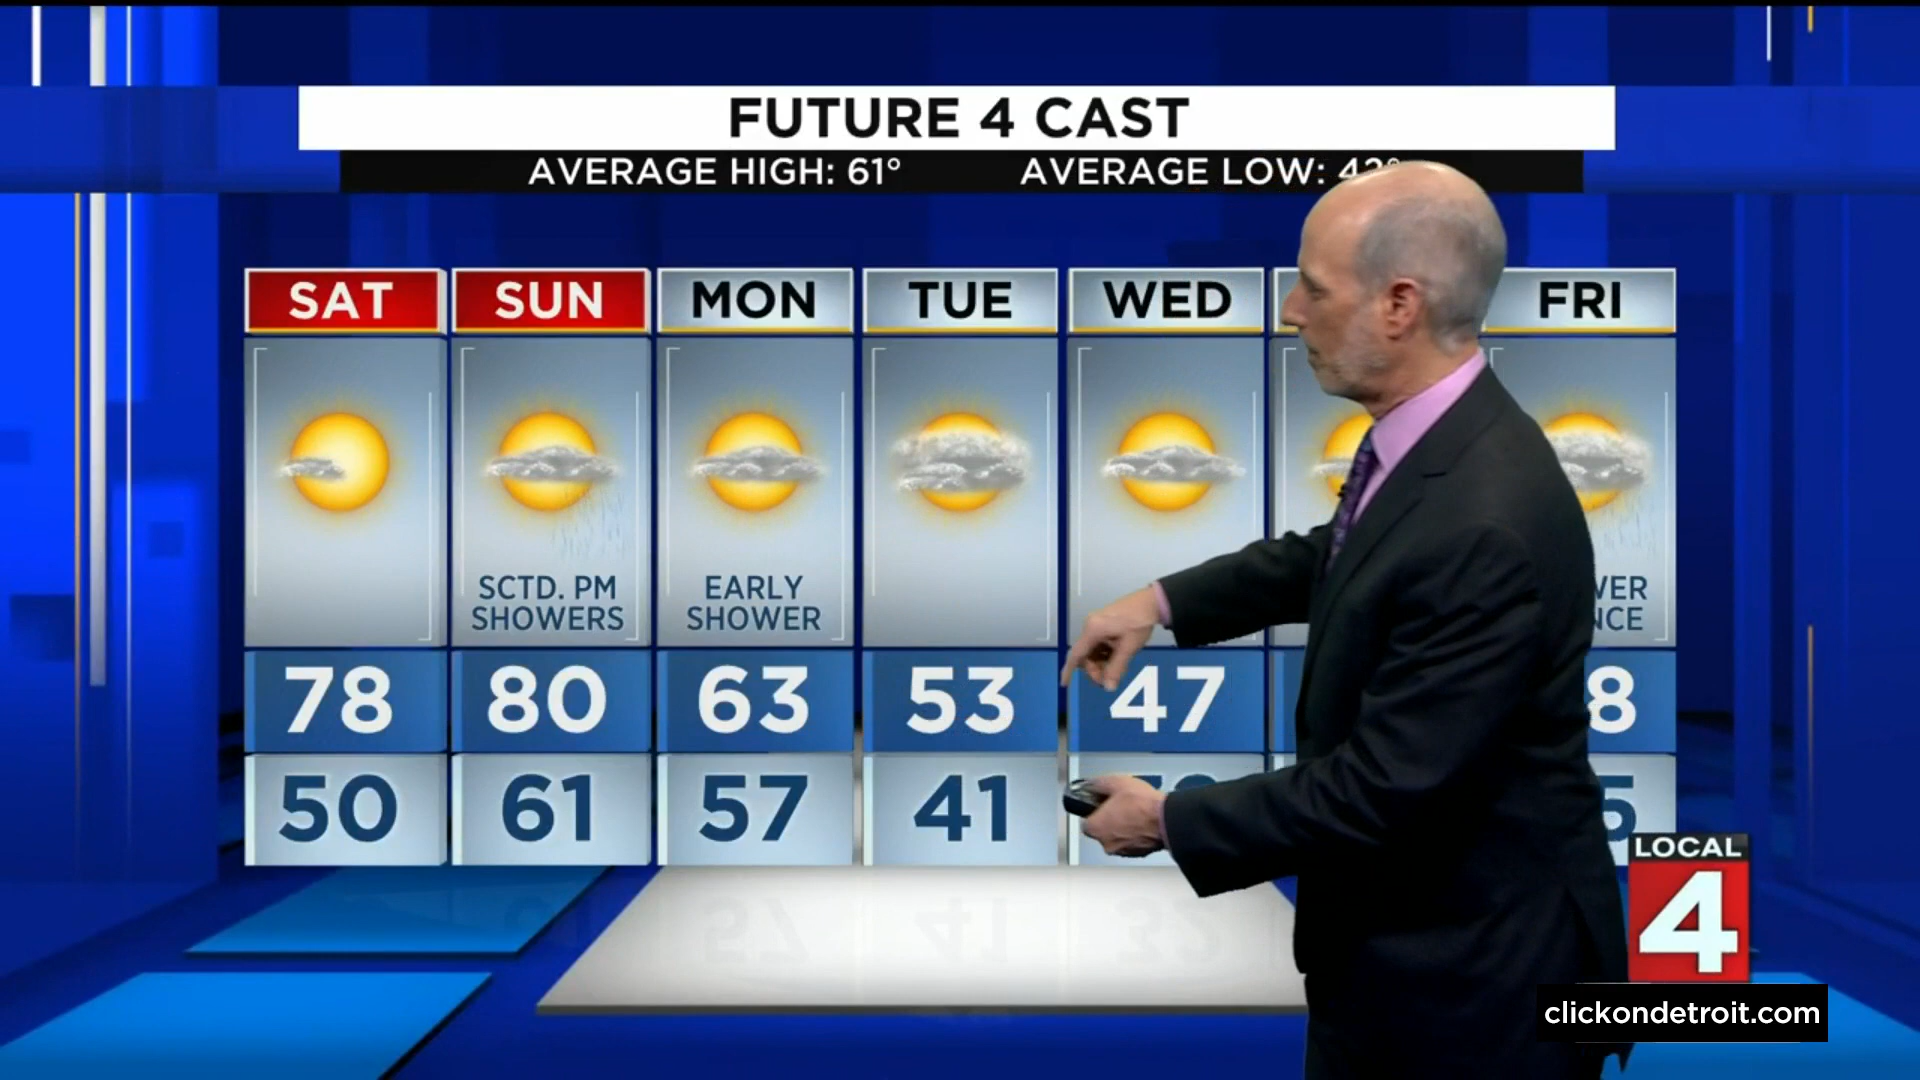 FUTURE 4 CAST
AVERAGE HIGH: 61° AVERAGE LOW:
SAT SUN MON TUE WED FRI
SCTD. PM EARLY
SHOWERS SHOWER
78 80 63 53 47
50 61 57 41
LOCAL
4
clickondetroit.com